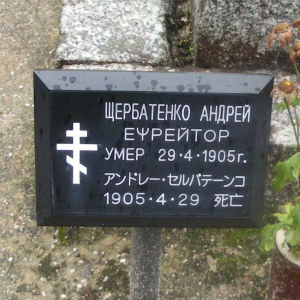 ЩЕРБАТЕНКО АНДРЕЙ
ЕФРЕЙТОР
УМЕР 29·4·1905г.
アンドレー・セルバテーンコ
1905·4·29 死亡